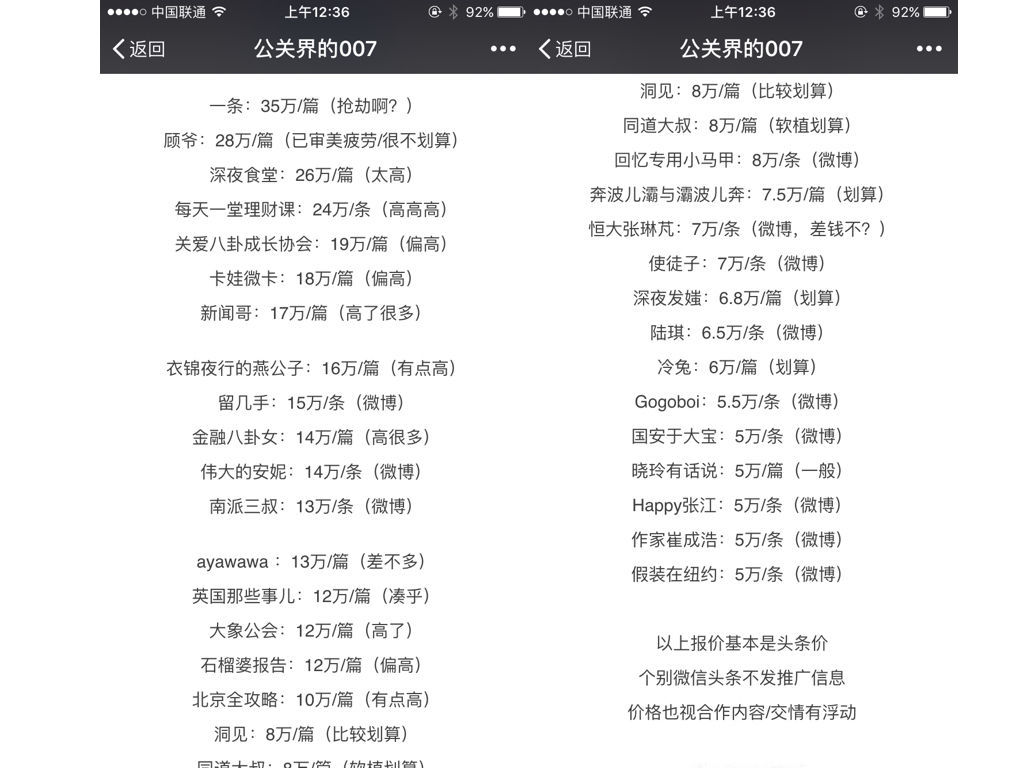 中国联通 上午12:36 92%
返回 公关界的007
一条：35万/篇（抢劫啊？）
顾爷：28万/篇（已审美疲劳/很不划算）
深夜食堂：26万/篇（太高）
每天一堂理财课：24万/条（高高高）
关爱八卦成长协会：19万/篇（偏高）
卡娃微卡：18万/篇（偏高）
新闻哥：17万/篇（高了很多）
衣锦夜行的燕公子：16万/篇（有点高）
留几手：15万/条（微博）
金融八卦女：14万/篇（高很多）
伟大的安妮：14万/条（微博）
南派三叔：13万/条（微博）
ayawawa：13万/篇（差不多）
英国那些事儿：12万/篇（凑乎）
大象公会：12万/篇（高了）
石榴婆报告：12万/篇（偏高）
北京全攻略：10万/篇（有点高）
洞见：8万/篇（比较划算）
同道大叔：8万/篇（软植划算）
中国联通 上午12:36 92%
返回 公关界的007
洞见：8万/篇（比较划算）
同道大叔：8万/篇（软植划算）
回忆专用小马甲：8万/条（微博）
奔波儿灞与灞波儿奔：7.5万/篇（划算）
恒大张琳芃：7万/条（微博，差钱不？）
使徒子：7万/条（微博）
深夜发媸：6.8万/篇（划算）
陆琪：6.5万/条（微博）
冷兔：6万/篇（划算）
Gogoboi：5.5万/条（微博）
国安于大宝：5万/条（微博）
晓玲有话说：5万/篇（一般）
Happy张江：5万/条（微博）
作家崔成浩：5万/条（微博）
假装在纽约：5万/条（微博）
以上报价基本是头条价
个别微信头条不发推广信息
价格也视合作内容/交情有浮动